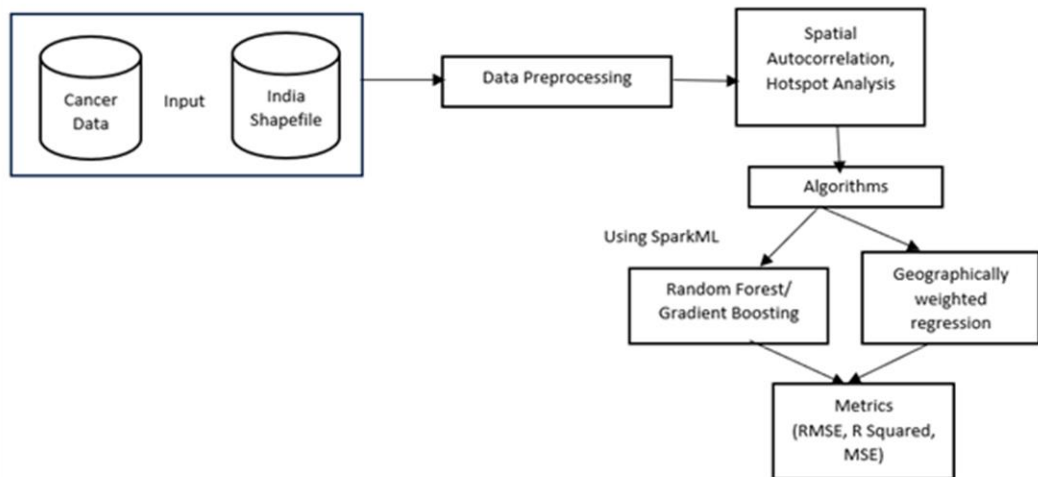 Cancer
Data
Input
India
Shapefile
Data Preprocessing
Spatial
Autocorrelation,
Hotspot Analysis
Algorithms
Using SparkML
Random Forest/
Gradient Boosting
Geographically
weighted
regression
Metrics
(RMSE, R Squared,
MSE)